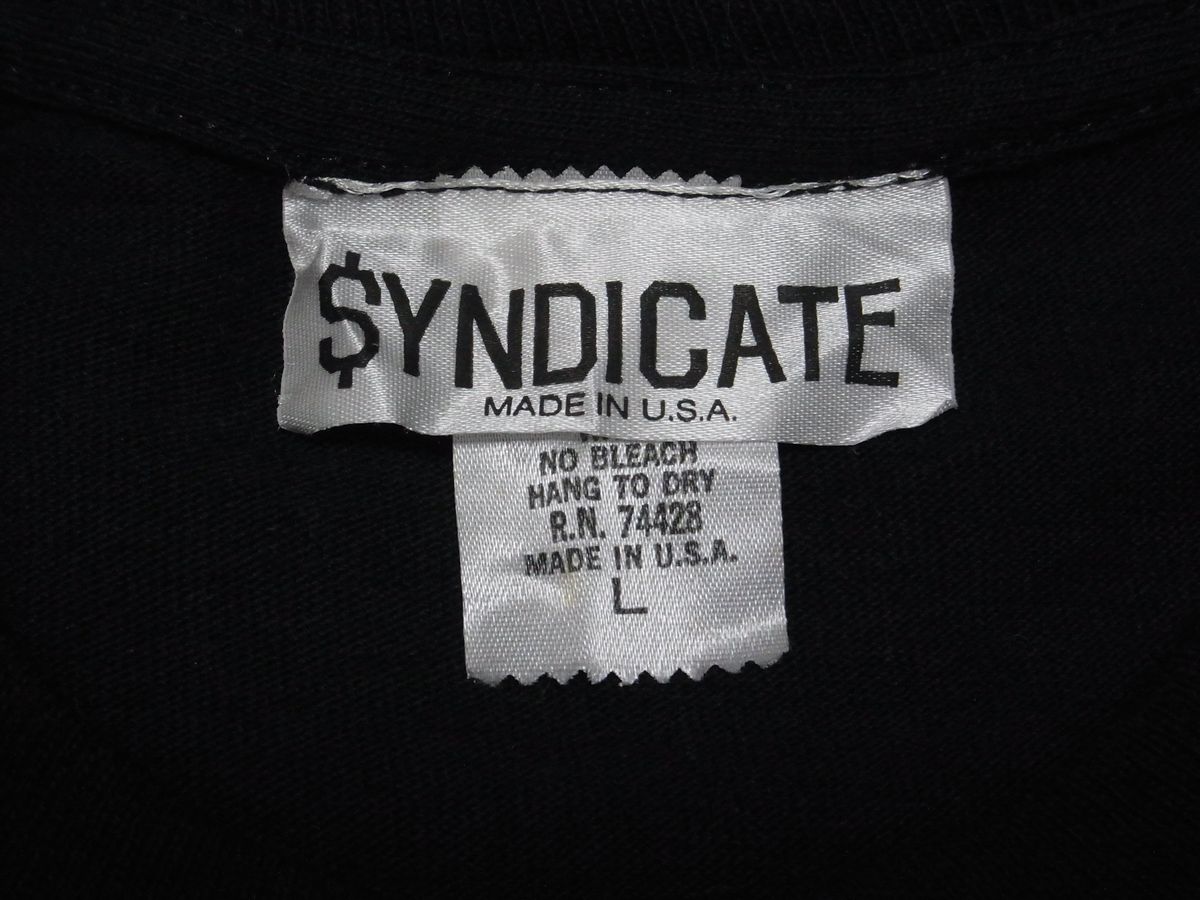 $YNDICATE
MADE IN U.S.A.
NO BLEACH
HANG TO DRY
R.N. 74428
MADE IN U.S.A.
L